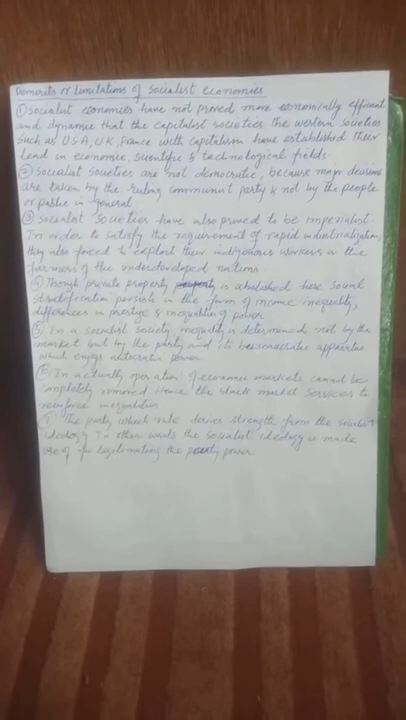 Demerits or limitations of socialist economies
① Socialist economies have not proved more economically efficient
and dynamic that the capitalist societies the western societies
such as USA, UK, France with capitalism have established their
lead in economic, scientific & technological fields.
② Socialist societies are not democratic, because major decisions
are taken by the ruling communist party & not by the people
or public in general.
③ Socialist Societies have also proved to be imperialist.
In order to satisfy the requirement of rapid industrialization,
they also forced to exploit their indigenous workers or the
farmers of the underdeveloped nations.
④ Though private property is abolished here social
stratification persists in the form of income inequality,
differences in prestige & inequalities of power.
⑤ In a socialist society, inequality is determined not by the
market but by the party and its beurocratic apparatus
which enjoys autocratic power.
In actually operation of economic markets cannot be
completely removed Hence the black market services to
reinforce inequalities
The party which rule derives strength from the socialist
ideology In other words the socialist ideology is made
use of for legitimating the party power